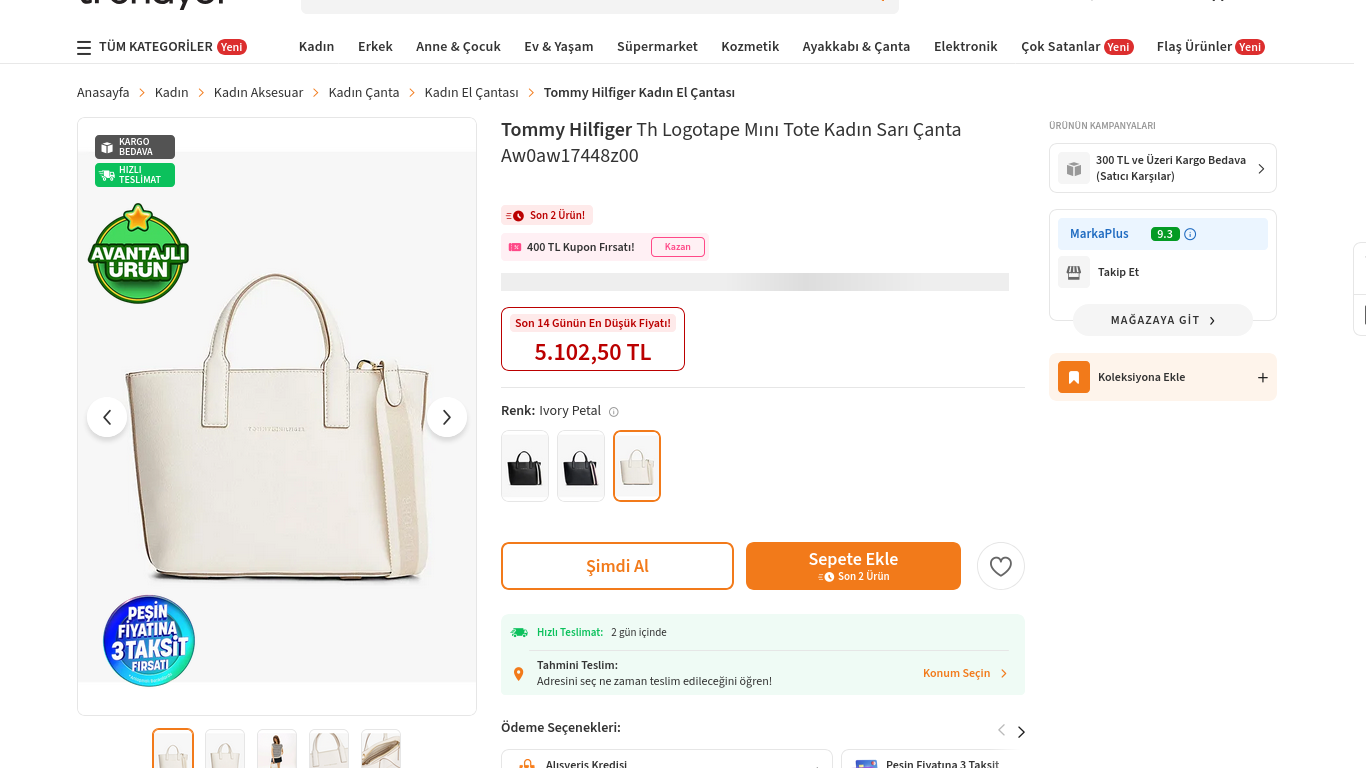 TÜM KATEGORİLER Yeni
Kadın
Erkek
Anne & Çocuk
Ev & Yaşam
Süpermarket
Kozmetik
Ayakkabı & Çanta
Elektronik
Çok Satanlar Yeni
Flaş Ürünler Yeni
Anasayfa
Kadın
Kadın Aksesuar
Kadın Çanta
Kadın El Çantası
Tommy Hilfiger Kadın El Çantası
KARGO
BEDAVA
HIZLI
TESLİMAT
AVANTAJLI
ÜRÜN
TOMMY HILFIGER
PEŞİN
FİYATINA
3 TAKSİT
FIRSATI
Tommy Hilfiger Th Logotape Mını Tote Kadın Sarı Çanta
Aw0aw17448z00
Son 2 Ürün!
400 TL Kupon Fırsatı!
Kazan
Son 14 Günün En Düşük Fiyatı!
5.102,50 TL
Renk: Ivory Petal
Şimdi Al
Sepete Ekle
Son 2 Ürün
Hızlı Teslimat: 2 gün içinde
Tahmini Teslim:
Adresini seç ne zaman teslim edileceğini öğren!
Konum Seçin
Ödeme Seçenekleri:
Alışveriş Kredisi
Peşin Fiyatına 3 Taksit
ÜRÜNÜN KAMPANYALARI
300 TL ve Üzeri Kargo Bedava
(Satıcı Karşılar)
MarkaPlus
9.3
Takip Et
MAĞAZAYA GİT
Koleksiyona Ekle